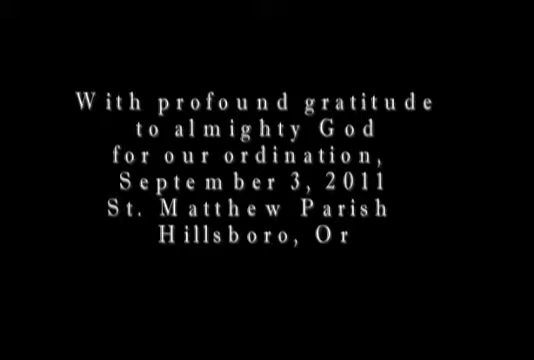 With profound gratitude
to almighty God
for our ordination,
September 3, 2011
St. Matthew Parish
Hillsboro, Or